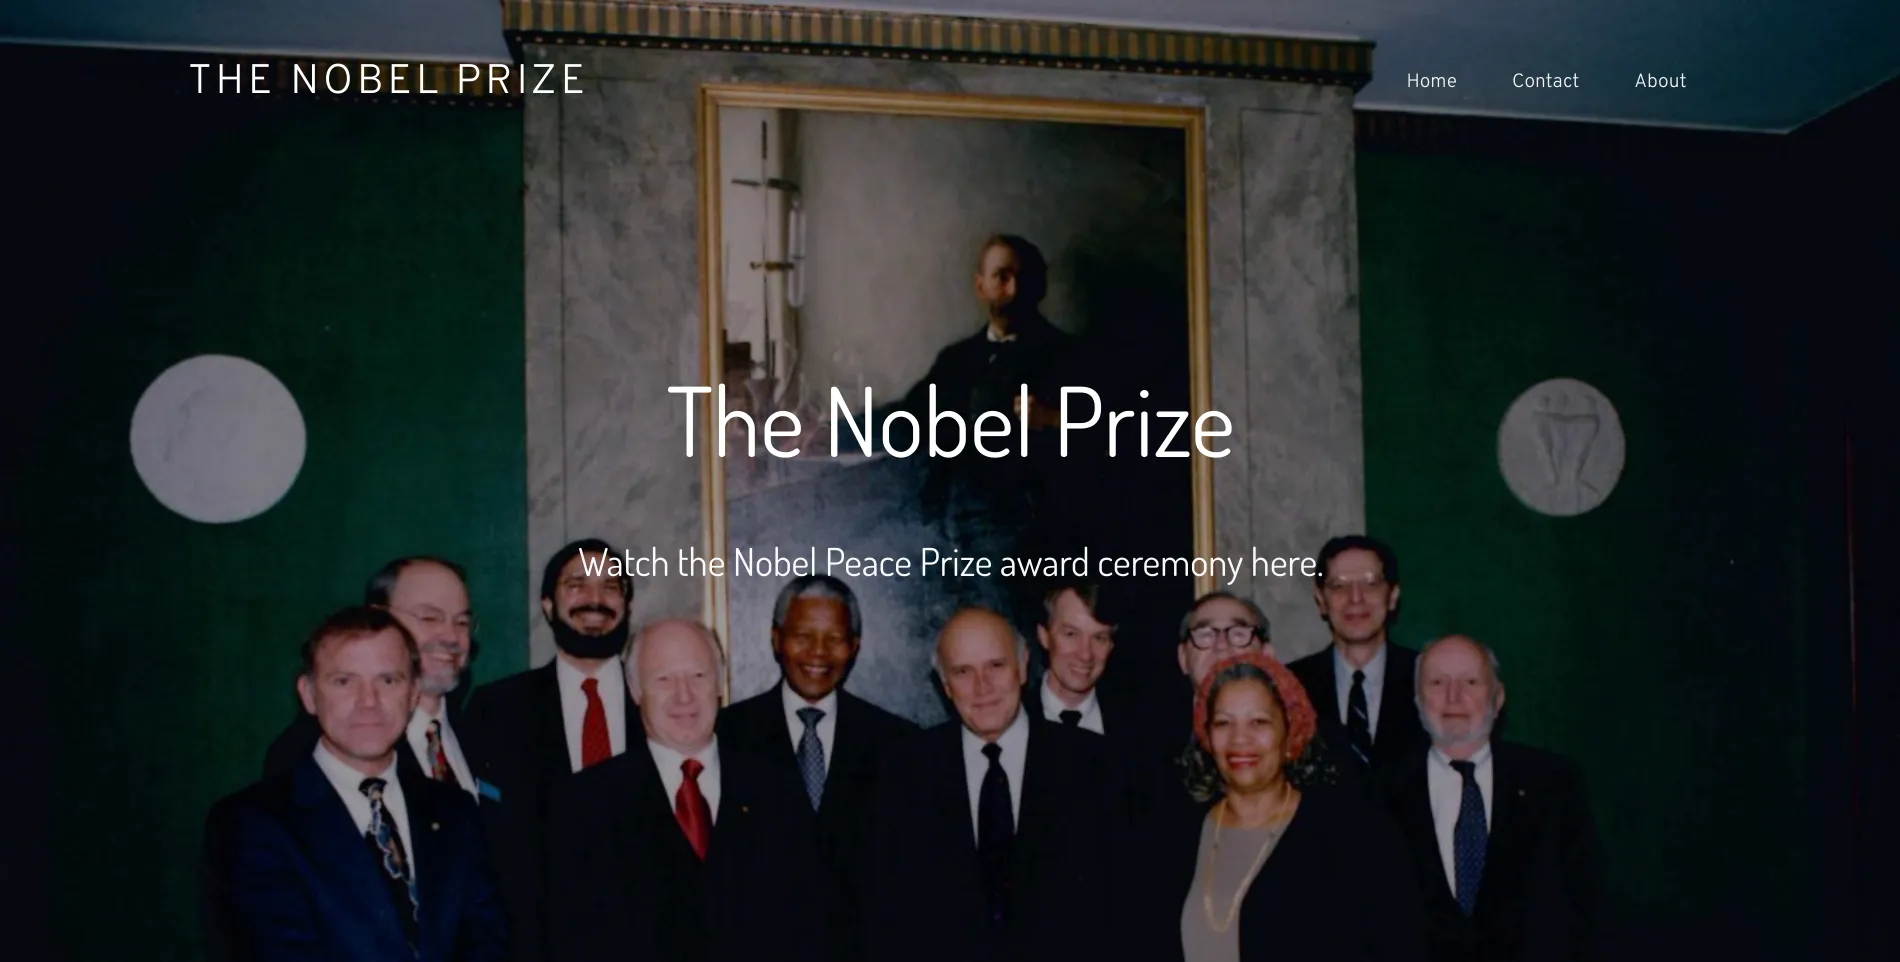 THE NOBEL PRIZE
Home
Contact
About
The Nobel Prize
Watch the Nobel Peace Prize award ceremony here.